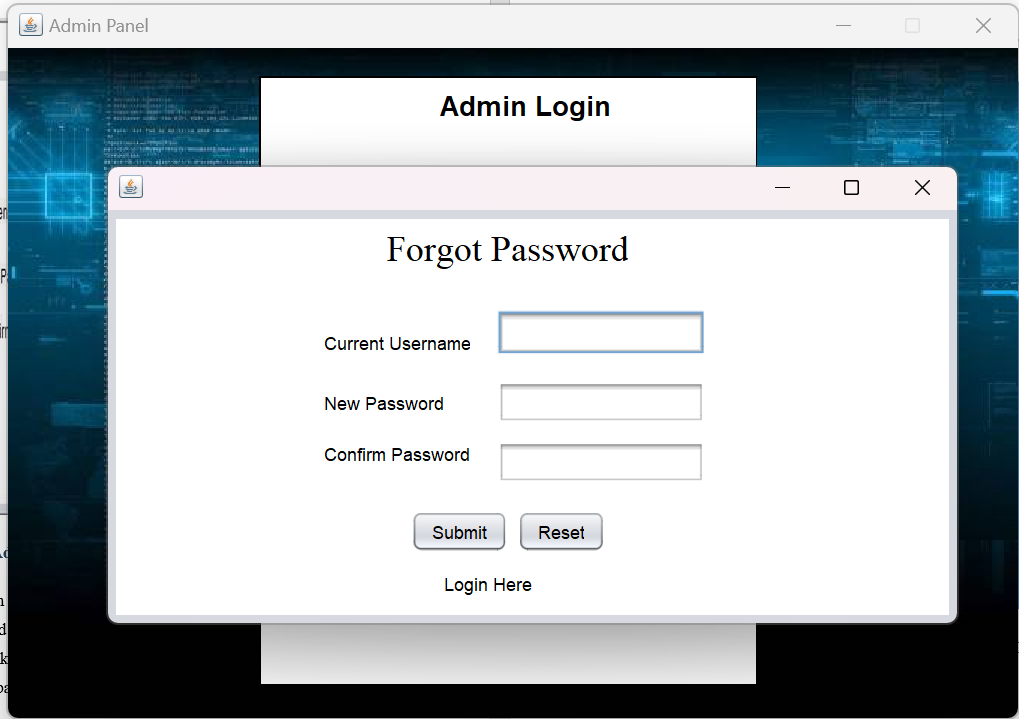 Admin Panel
Admin Login
Forgot Password
Current Username
New Password
Confirm Password
Submit Reset
Login Here